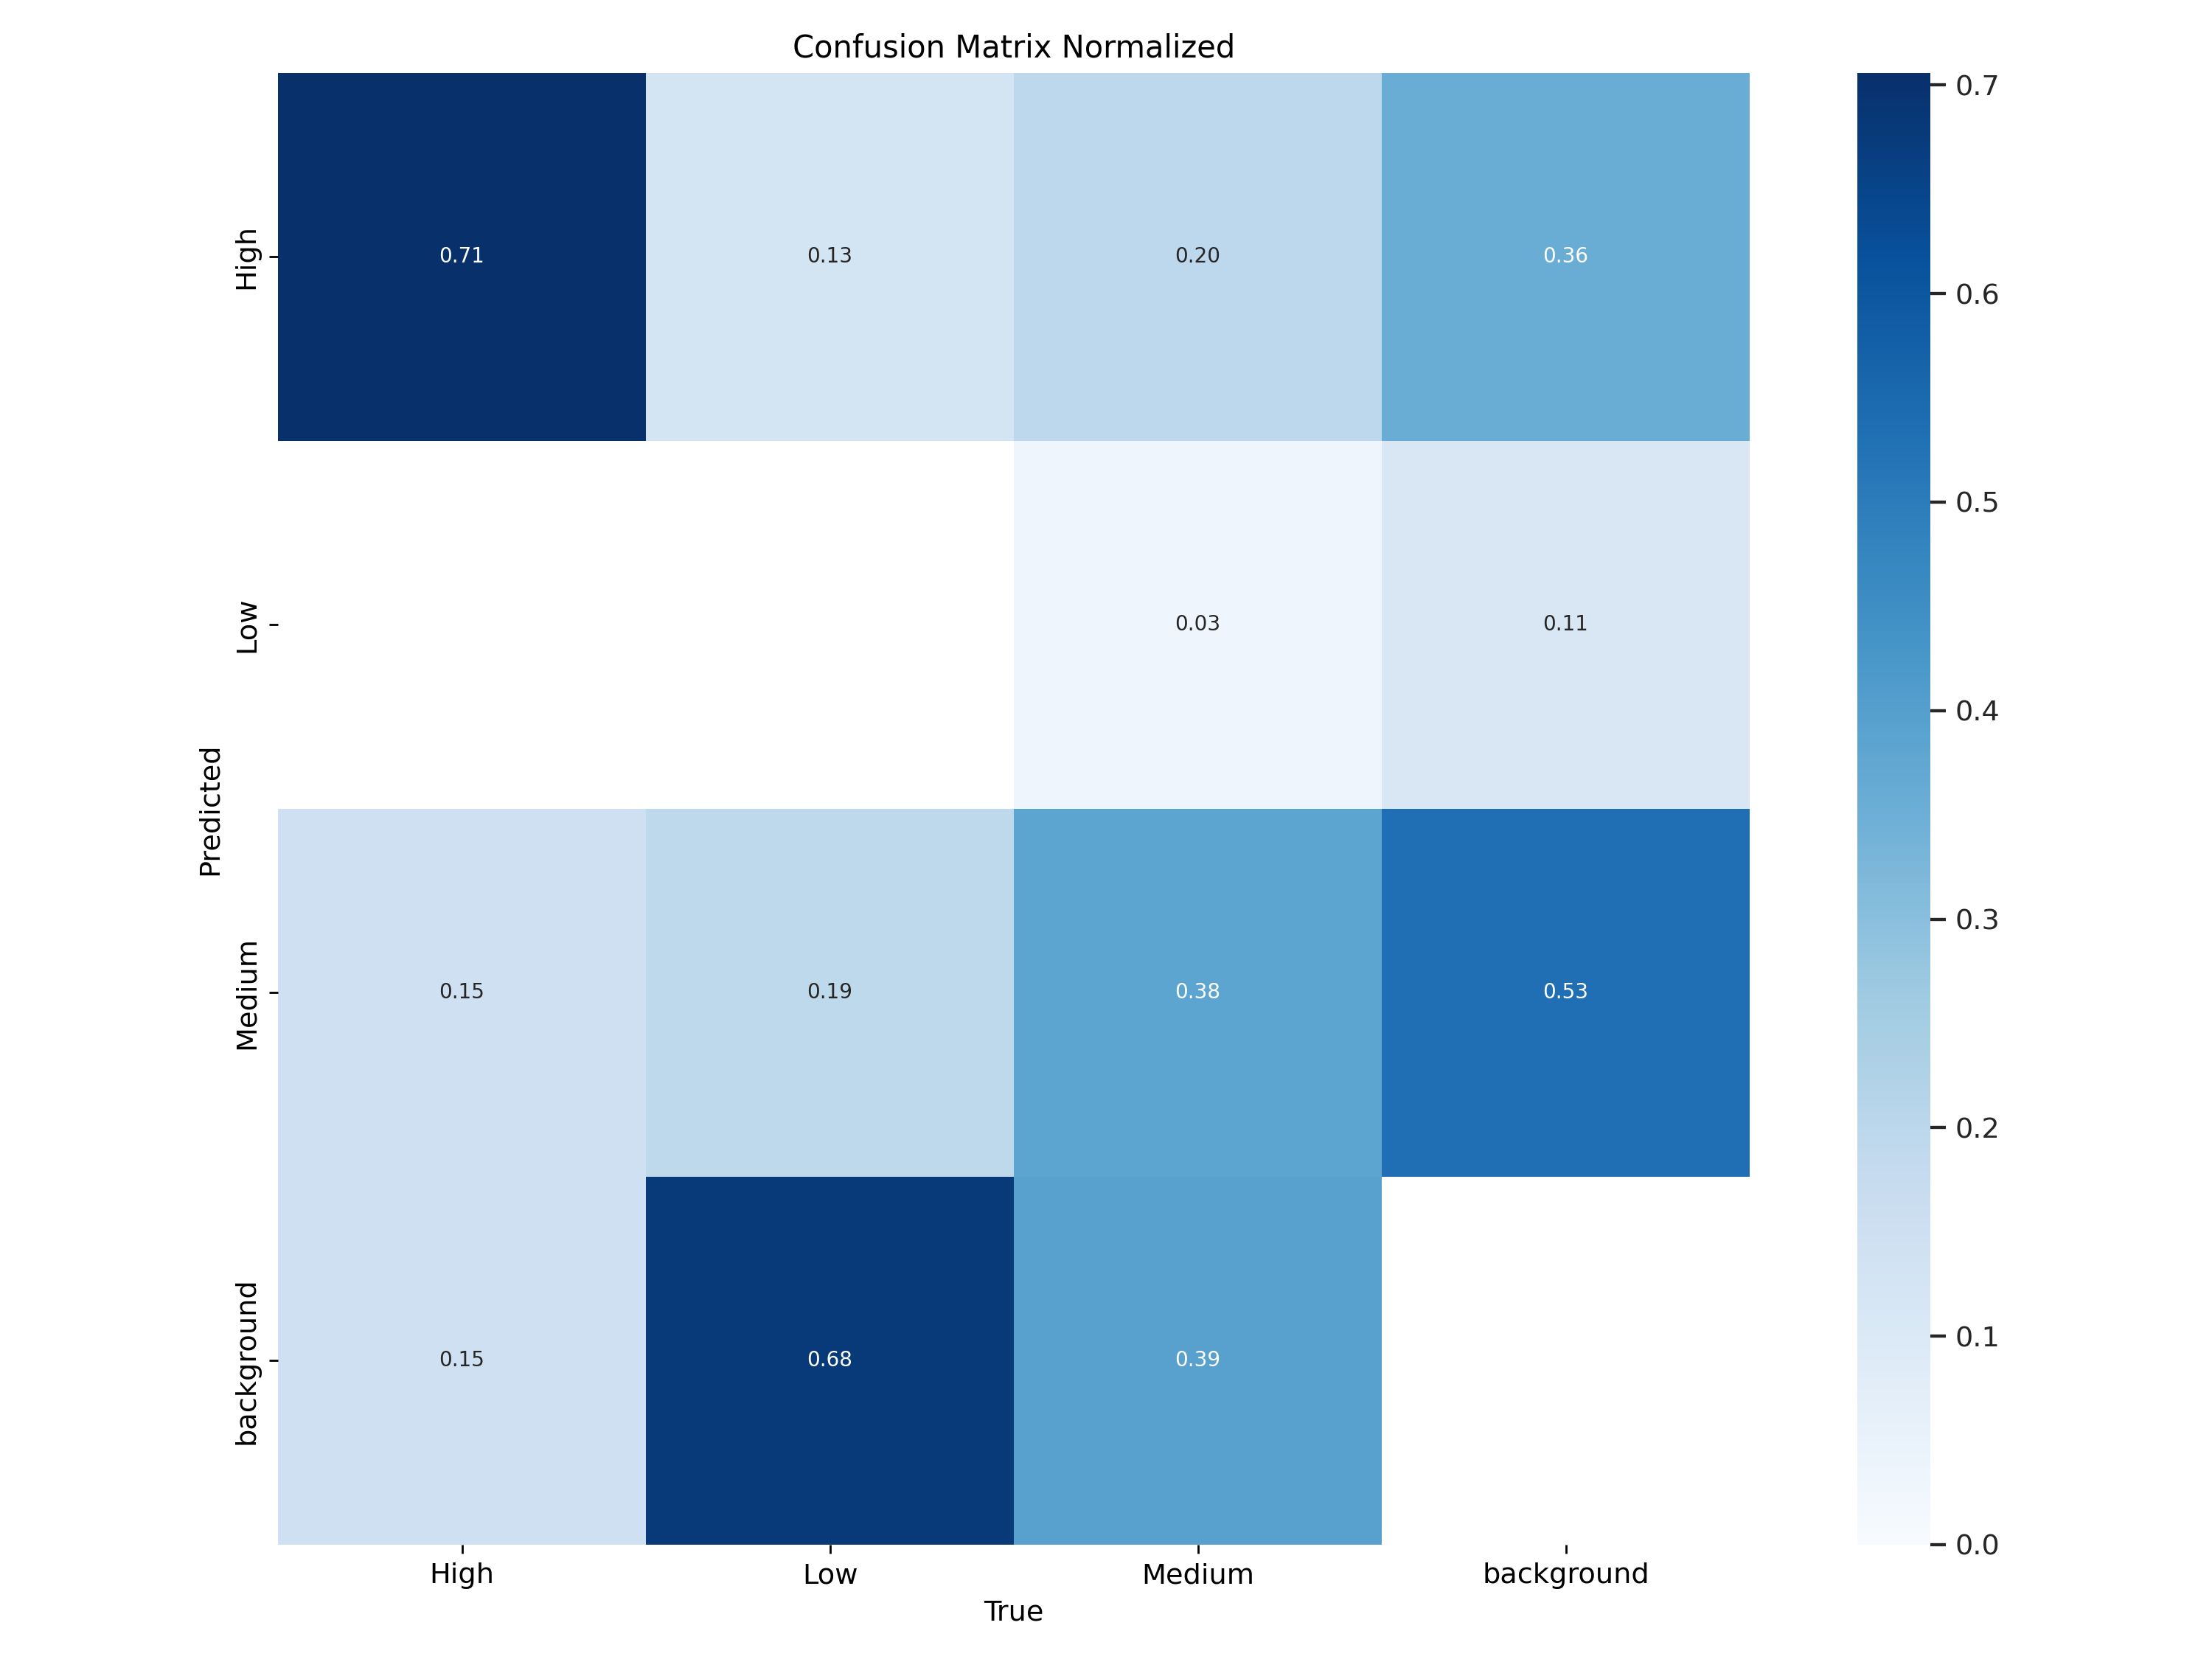 Confusion Matrix Normalized
High
0.71 0.13 0.20 0.36
Low
0.03 0.11
Medium
0.15 0.19 0.38 0.53
background
0.15 0.68 0.39
Predicted
High Low Medium background
True
0.7
0.6
0.5
0.4
0.3
0.2
0.1
0.0